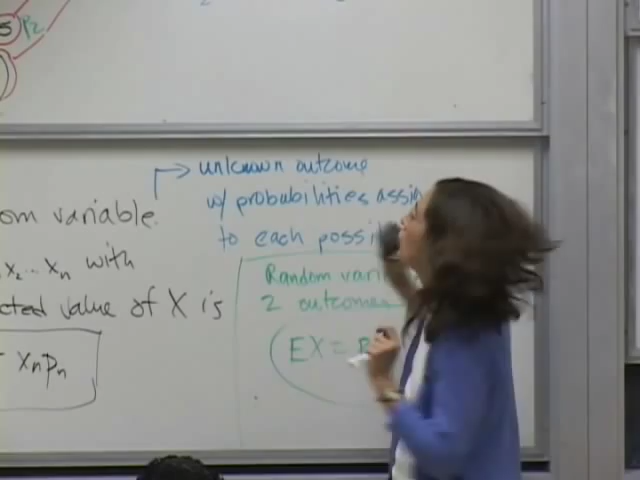 S P2
unknown outcome
om variable.
w/ probabilities assig
x2... xn with
to each possi
cted value of X is
Random vari
2 outcomes
xnpn
EX =